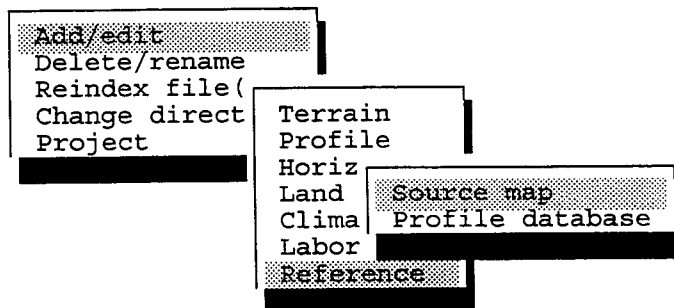 Add/edit
Delete/rename
Reindex file(
Change direct
Project
Terrain
Profile
Horiz
Land
Clima
Labor
Reference
Source map
Profile database